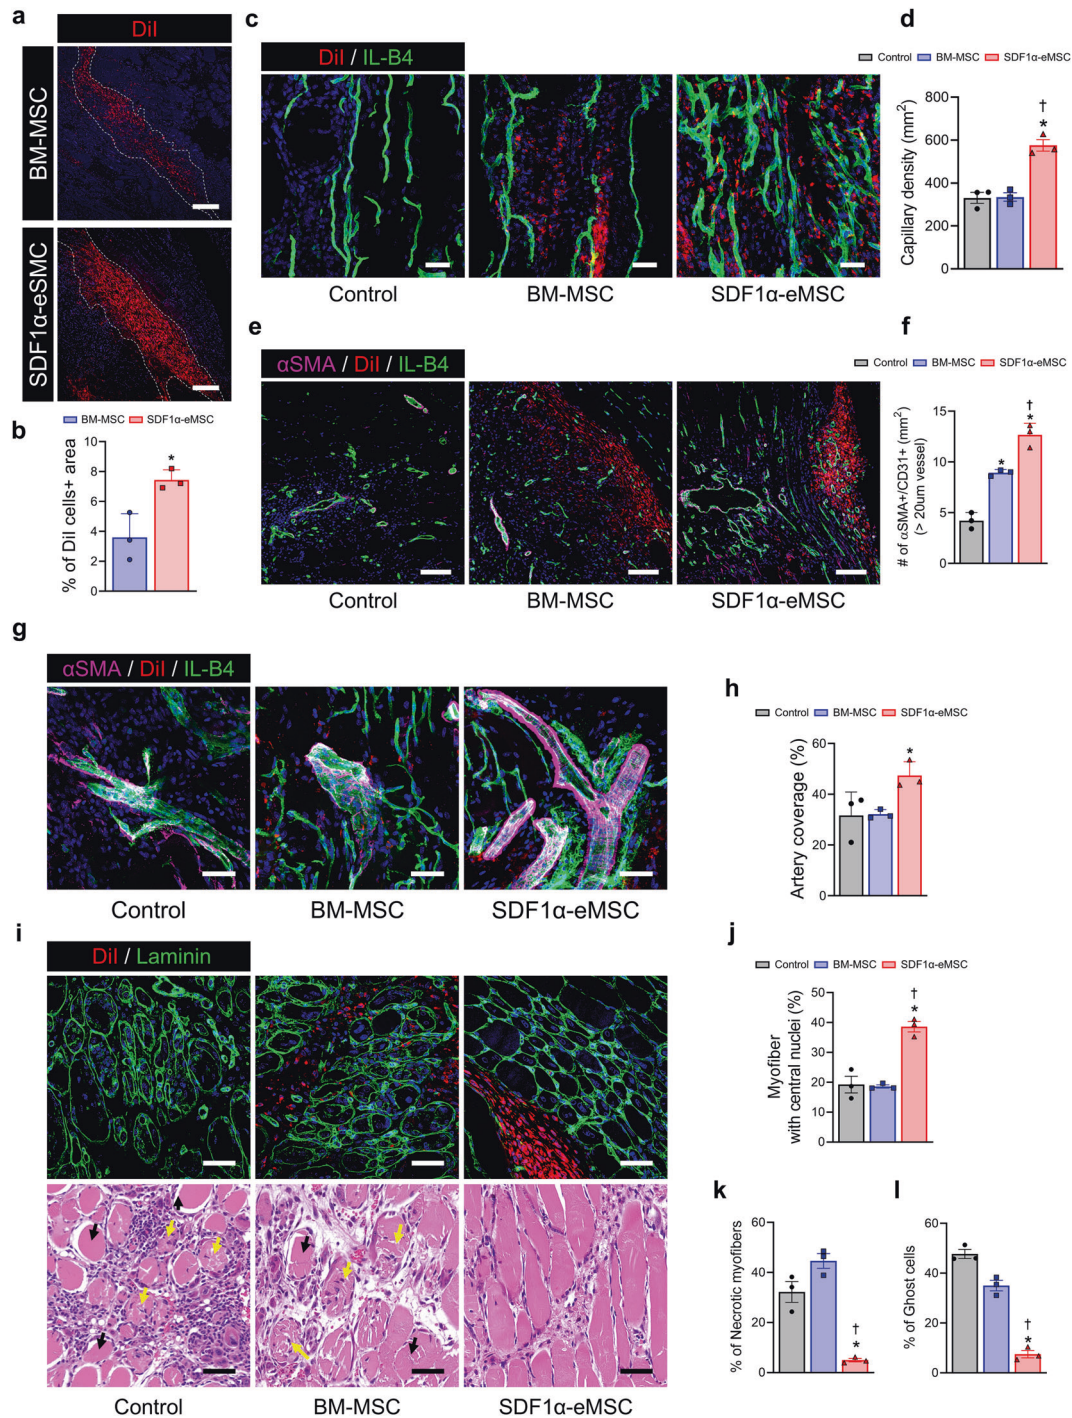 a
DiI
BM-MSC
SDF1α-eSMC
b
BM-MSC SDF1α-eMSC
% of DiI cells+ area
10
8
6
4
2
0
*
c
DiI / IL-B4
Control
BM-MSC
SDF1α-eMSC
d
Control BM-MSC SDF1α-eMSC
Capillary density (mm²)
800
600
400
200
0
†
*
e
αSMA / DiI / IL-B4
Control
BM-MSC
SDF1α-eMSC
f
Control BM-MSC SDF1α-eMSC
# of αSMA+/CD31+ (mm²)
(> 20um vessel)
15
10
5
0
*
†
*
g
αSMA / DiI / IL-B4
Control
BM-MSC
SDF1α-eMSC
h
Control BM-MSC SDF1α-eMSC
Artery coverage (%)
60
40
20
0
*
i
DiI / Laminin
Control
BM-MSC
SDF1α-eMSC
j
Control BM-MSC SDF1α-eMSC
Myofiber
with central nuclei (%)
50
40
30
20
10
0
†
*
k
% of Necrotic myofibers
60
40
20
0
†
*
l
% of Ghost cells
60
40
20
0
†
*